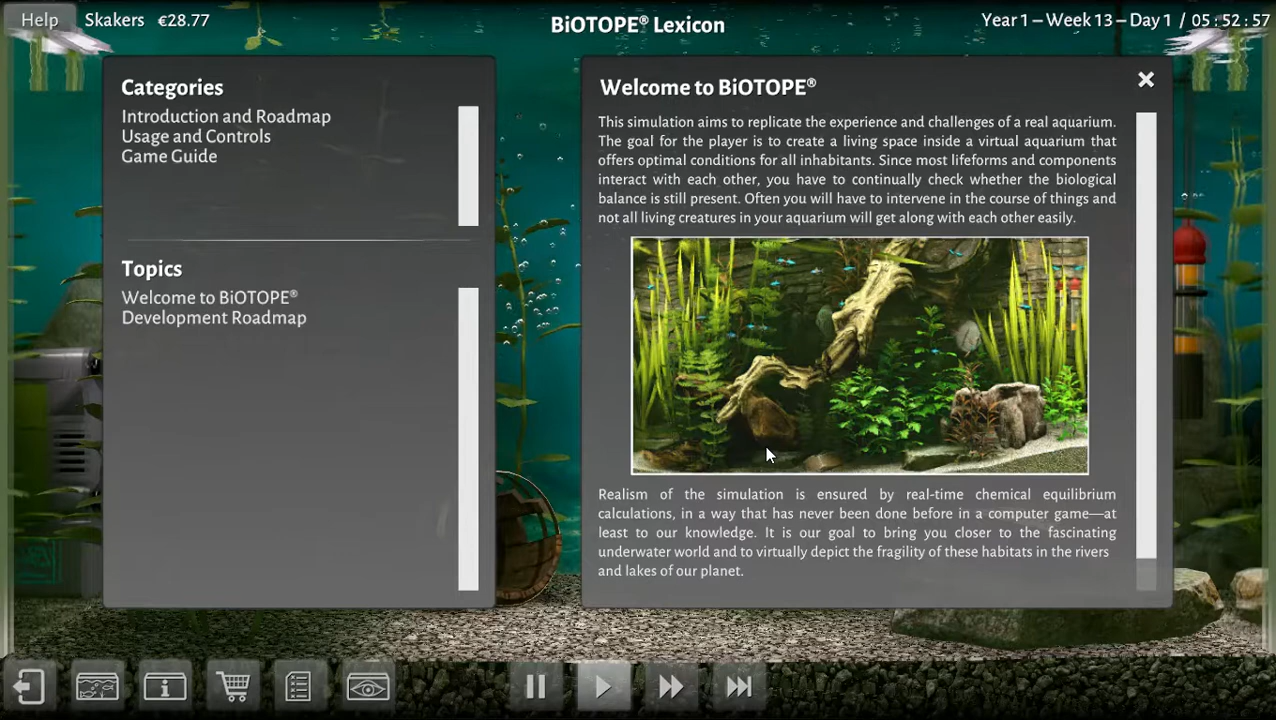 Help Skakers €28.77
BiOTOPE® Lexicon
Year 1 – Week 13 – Day 1 / 05:52:57
Categories
Introduction and Roadmap
Usage and Controls
Game Guide
Topics
Welcome to BiOTOPE®
Development Roadmap
Welcome to BiOTOPE®
This simulation aims to replicate the experience and challenges of a real aquarium.
The goal for the player is to create a living space inside a virtual aquarium that
offers optimal conditions for all inhabitants. Since most lifeforms and components
interact with each other, you have to continually check whether the biological
balance is still present. Often you will have to intervene in the course of things and
not all living creatures in your aquarium will get along with each other easily.
Realism of the simulation is ensured by real-time chemical equilibrium
calculations, in a way that has never been done before in a computer game—at
least to our knowledge. It is our goal to bring you closer to the fascinating
underwater world and to virtually depict the fragility of these habitats in the rivers
and lakes of our planet.